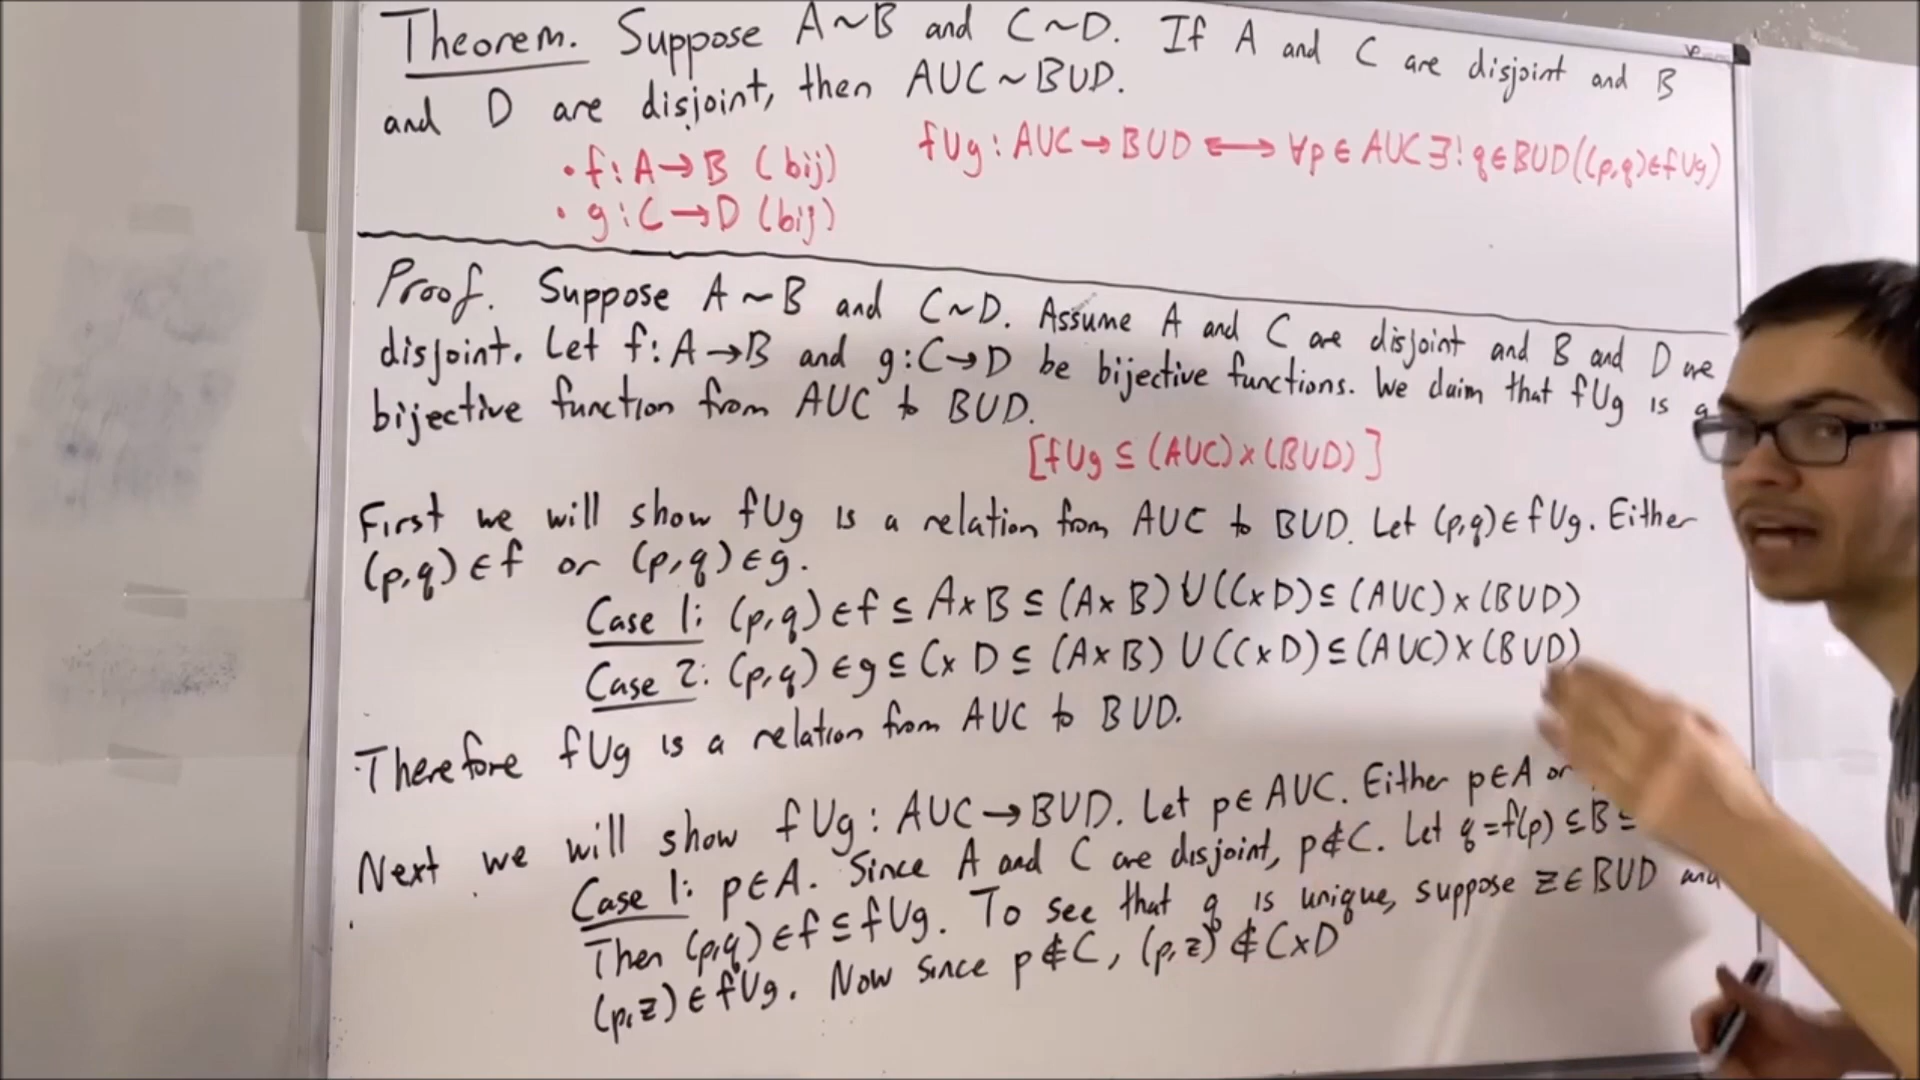 Theorem. Suppose A~B and C~D. If A and C are disjoint and B
and D are disjoint, then A∪C~B∪D.
• f: A→B (bij)
f∪g: A∪C→B∪D ⟷ ∀p∈A∪C ∃! q∈B∪D((p,q)∈f∪g)
• g: C→D (bij)
Proof. Suppose A~B and C~D. Assume A and C are disjoint and B and D are
disjoint. Let f: A→B and g: C→D be bijective functions. We claim that f∪g is a
bijective function from A∪C to B∪D.
[f∪g ⊆ (A∪C)×(B∪D)]
First we will show f∪g is a relation from A∪C to B∪D. Let (p,q)∈f∪g. Either
(p,q)∈f or (p,q)∈g.
Case 1: (p,q)∈f ⊆ A×B ⊆ (A×B)∪(C×D) ⊆ (A∪C)×(B∪D)
Case 2: (p,q)∈g ⊆ C×D ⊆ (A×B)∪(C×D) ⊆ (A∪C)×(B∪D)
Therefore f∪g is a relation from A∪C to B∪D.
Next we will show f∪g: A∪C→B∪D. Let p∈A∪C. Either p∈A or
Case 1: p∈A. Since A and C are disjoint, p∉C. Let q=f(p) ⊆ B ⊆
Then (p,q)∈f ⊆ f∪g. To see that q is unique, suppose z∈B∪D and
(p,z)∈f∪g. Now since p∉C, (p,z)∉C×D